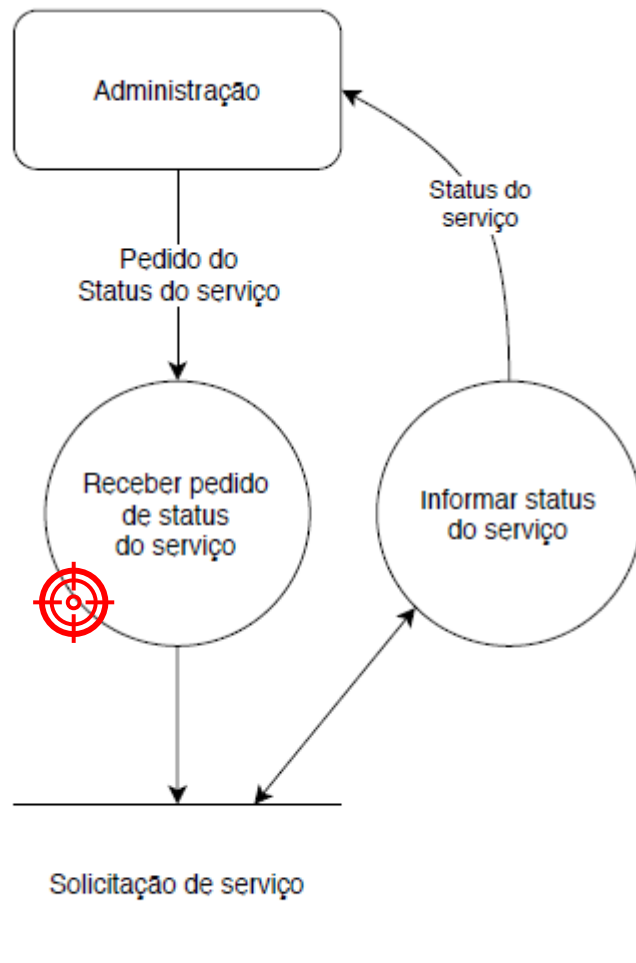 Administração
Status do
serviço
Pedido do
Status do serviço
Receber pedido
de status
do serviço
Informar status
do serviço
Solicitação de serviço